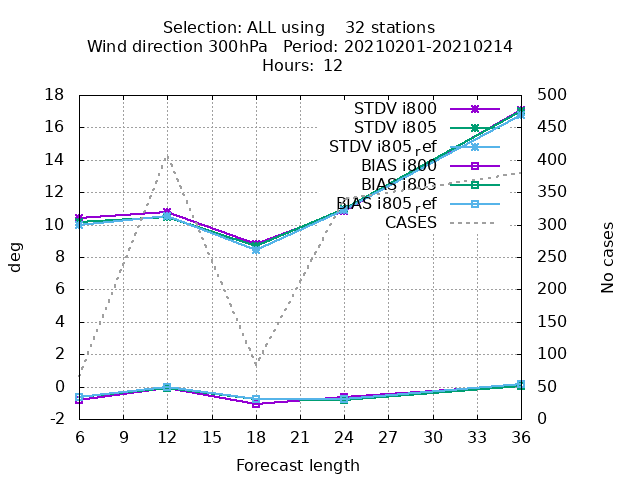 Selection: ALL using    32 stations
Wind direction 300hPa   Period: 20210201-20210214
Hours:  12
18 500
16 450
14 400
12 350
10 300
8 250
6 200
4 150
2 100
0 50
-2 0
STDV i800
STDV i805
STDV i805ref
BIAS i800
BIAS i805
BIAS i805ref
CASES
deg
No cases
6 9 12 15 18 21 24 27 30 33 36
Forecast length